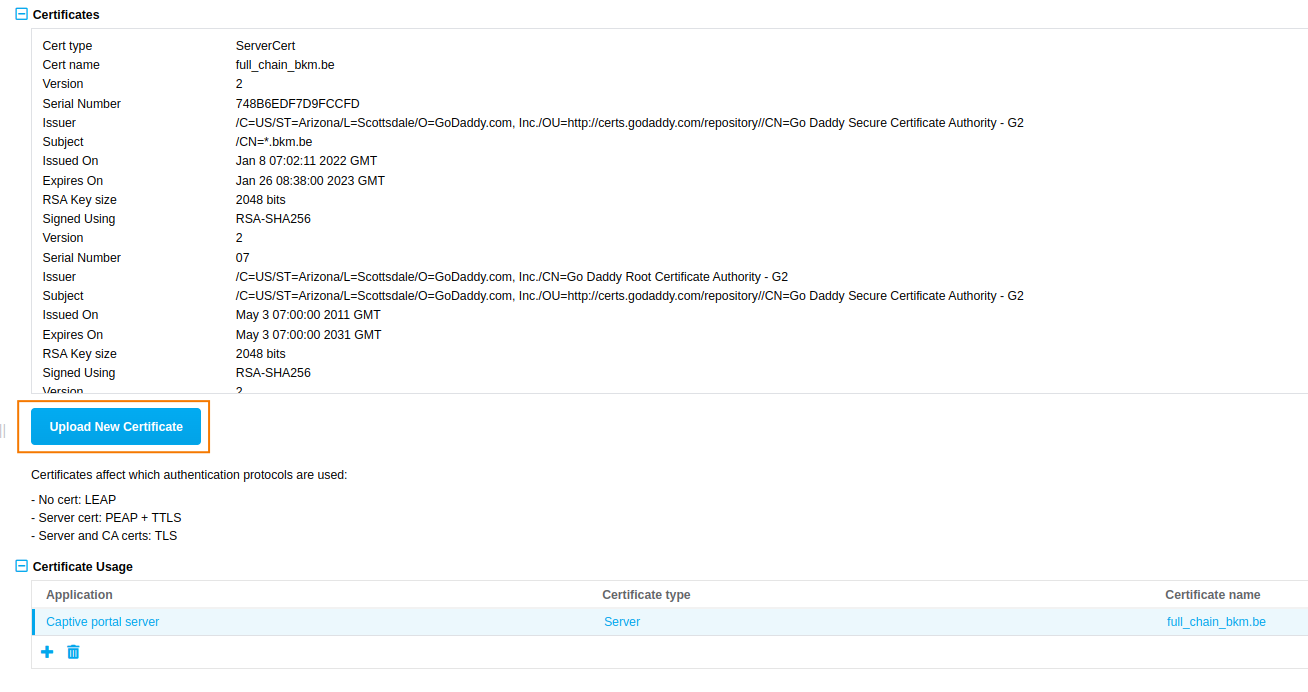 Certificates
Cert type ServerCert
Cert name full_chain_bkm.be
Version 2
Serial Number 748B6EDF7D9FCCFD
Issuer /C=US/ST=Arizona/L=Scottsdale/O=GoDaddy.com, Inc./OU=http://certs.godaddy.com/repository//CN=Go Daddy Secure Certificate Authority - G2
Subject /CN=*.bkm.be
Issued On Jan 8 07:02:11 2022 GMT
Expires On Jan 26 08:38:00 2023 GMT
RSA Key size 2048 bits
Signed Using RSA-SHA256
Version 2
Serial Number 07
Issuer /C=US/ST=Arizona/L=Scottsdale/O=GoDaddy.com, Inc./CN=Go Daddy Root Certificate Authority - G2
Subject /C=US/ST=Arizona/L=Scottsdale/O=GoDaddy.com, Inc./OU=http://certs.godaddy.com/repository//CN=Go Daddy Secure Certificate Authority - G2
Issued On May 3 07:00:00 2011 GMT
Expires On May 3 07:00:00 2031 GMT
RSA Key size 2048 bits
Signed Using RSA-SHA256
Version 2
Upload New Certificate
Certificates affect which authentication protocols are used:
- No cert: LEAP
- Server cert: PEAP + TTLS
- Server and CA certs: TLS
Certificate Usage
Application Certificate type Certificate name
Captive portal server Server full_chain_bkm.be